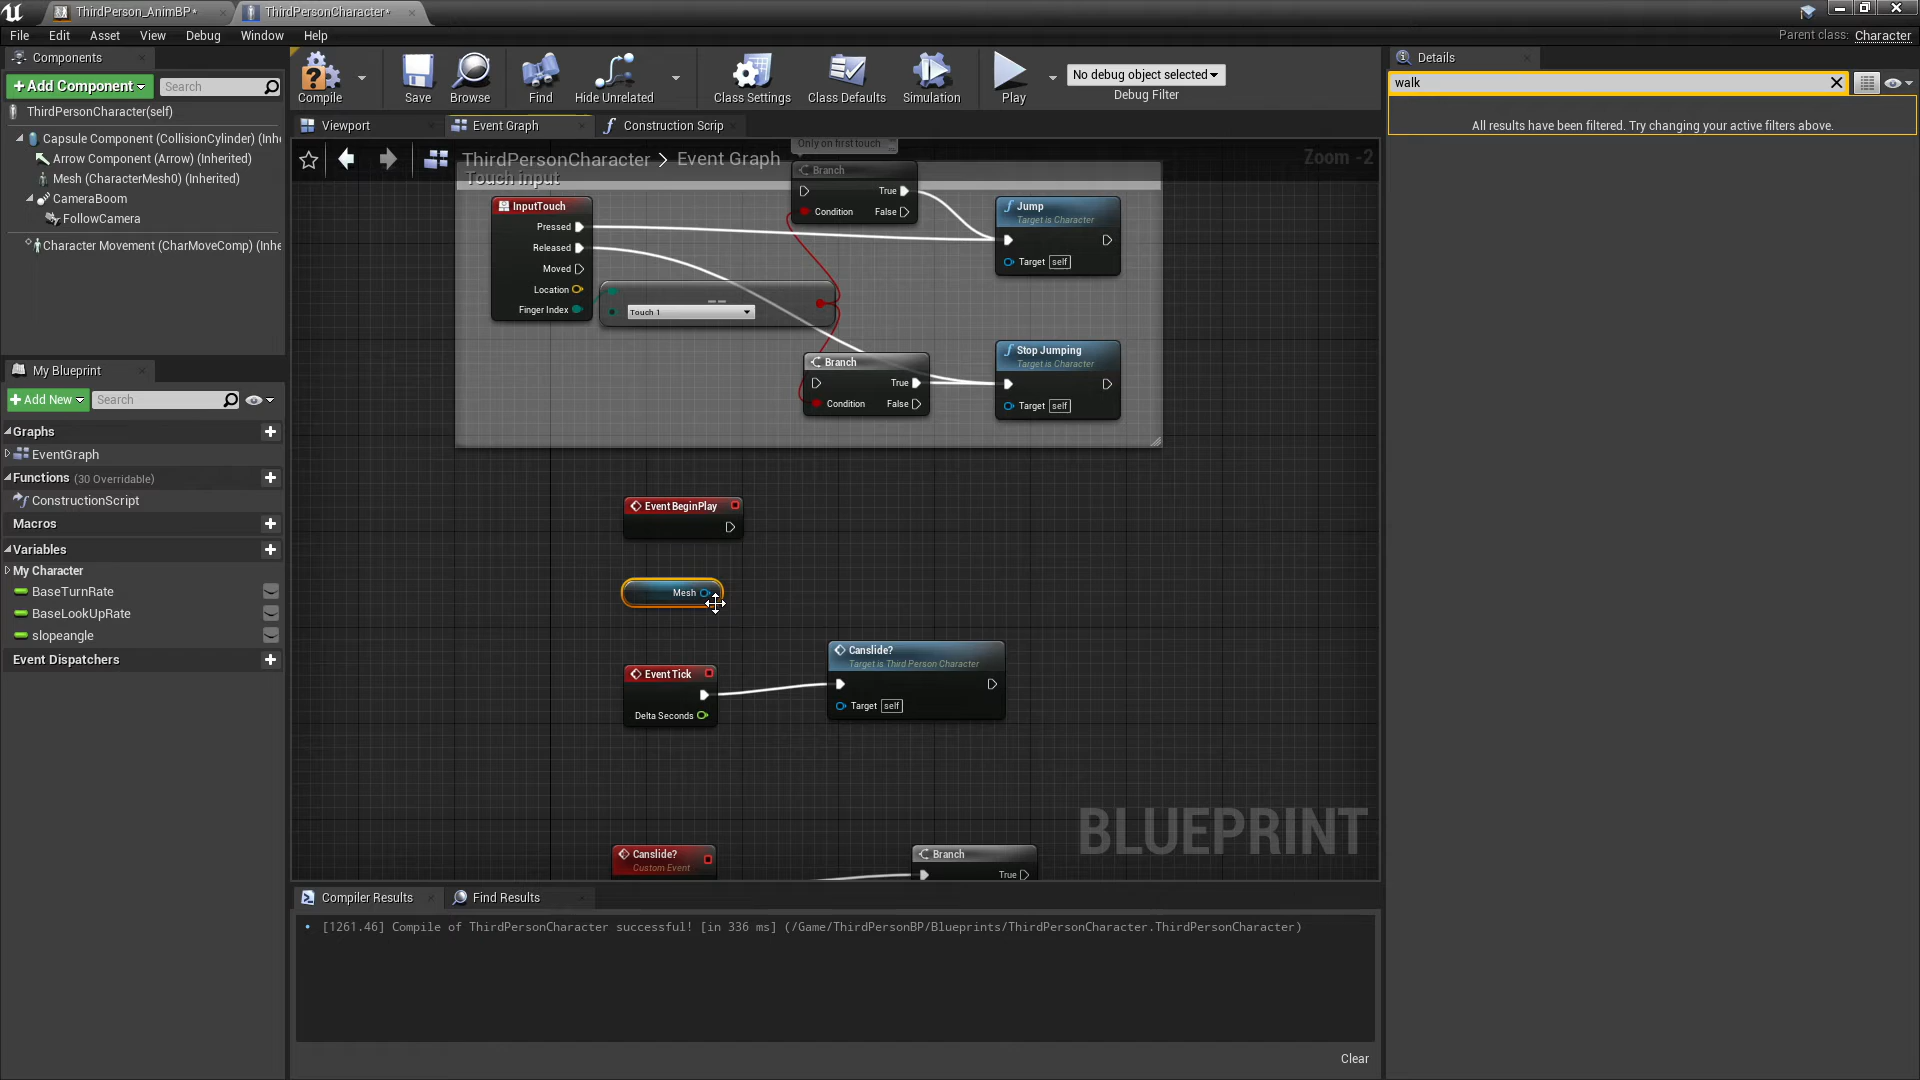 ThirdPerson_AnimBP*
ThirdPersonCharacter*
File Edit Asset View Debug Window Help
Parent class: Character
Components
+Add Component
Search
ThirdPersonCharacter(self)
Capsule Component (CollisionCylinder) (Inhe
Arrow Component (Arrow) (Inherited)
Mesh (CharacterMesh0) (Inherited)
CameraBoom
FollowCamera
Character Movement (CharMoveComp) (Inhe
My Blueprint
+Add New
Search
Graphs
EventGraph
Functions (30 Overridable)
ConstructionScript
Macros
Variables
My Character
BaseTurnRate
BaseLookUpRate
slopeangle
Event Dispatchers
Compile
Save
Browse
Find
Hide Unrelated
Class Settings
Class Defaults
Simulation
Play
No debug object selected
Debug Filter
Viewport
Event Graph
Construction Scrip
ThirdPersonCharacter > Event Graph
Zoom -2
Only on first touch
Touch input
Branch
True
Condition False
InputTouch
Pressed
Released
Moved
Location
Finger Index
==
Touch 1
Jump
Target is Character
Target self
Branch
True
Condition False
Stop Jumping
Target is Character
Target self
Event BeginPlay
Mesh
Event Tick
Delta Seconds
Canslide?
Target is Third Person Character
Target self
Canslide?
Custom Event
Branch
True
BLUEPRINT
Compiler Results
Find Results
• [1261.46] Compile of ThirdPersonCharacter successful! [in 336 ms] (/Game/ThirdPersonBP/Blueprints/ThirdPersonCharacter.ThirdPersonCharacter)
Clear
Details
walk
All results have been filtered. Try changing your active filters above.